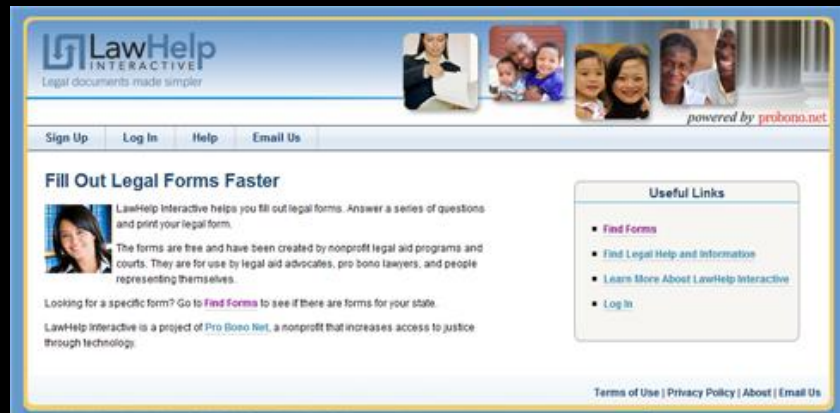 LawHelp
INTERACTIVE
Legal documents made simpler
powered by probono.net
Sign Up Log In Help Email Us
Fill Out Legal Forms Faster
LawHelp Interactive helps you fill out legal forms. Answer a series of questions
and print your legal form.
The forms are free and have been created by nonprofit legal aid programs and
courts. They are for use by legal aid advocates, pro bono lawyers, and people
representing themselves.
Looking for a specific form? Go to Find Forms to see if there are forms for your state.
LawHelp Interactive is a project of Pro Bono Net, a nonprofit that increases access to justice
through technology.
Useful Links
▪ Find Forms
▪ Find Legal Help and Information
▪ Learn More About LawHelp Interactive
▪ Log In
Terms of Use | Privacy Policy | About | Email Us